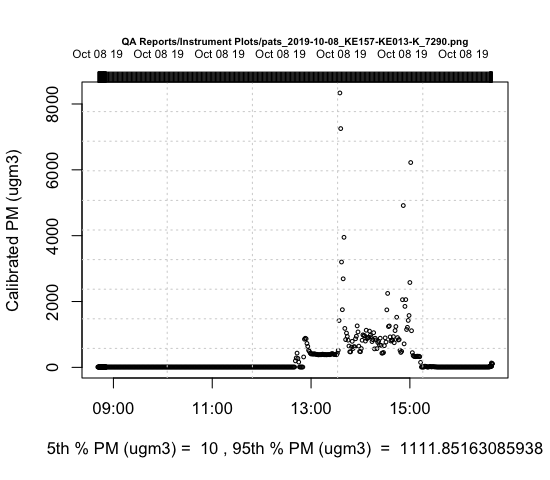 QA Reports/Instrument Plots/pats_2019-10-08_KE157-KE013-K_7290.png
Oct 08 19 Oct 08 19 Oct 08 19 Oct 08 19 Oct 08 19 Oct 08 19 Oct 08 19
8000
6000
4000
2000
0
Calibrated PM (ugm3)
09:00 11:00 13:00 15:00
5th % PM (ugm3) = 10 , 95th % PM (ugm3) = 1111.85163085938